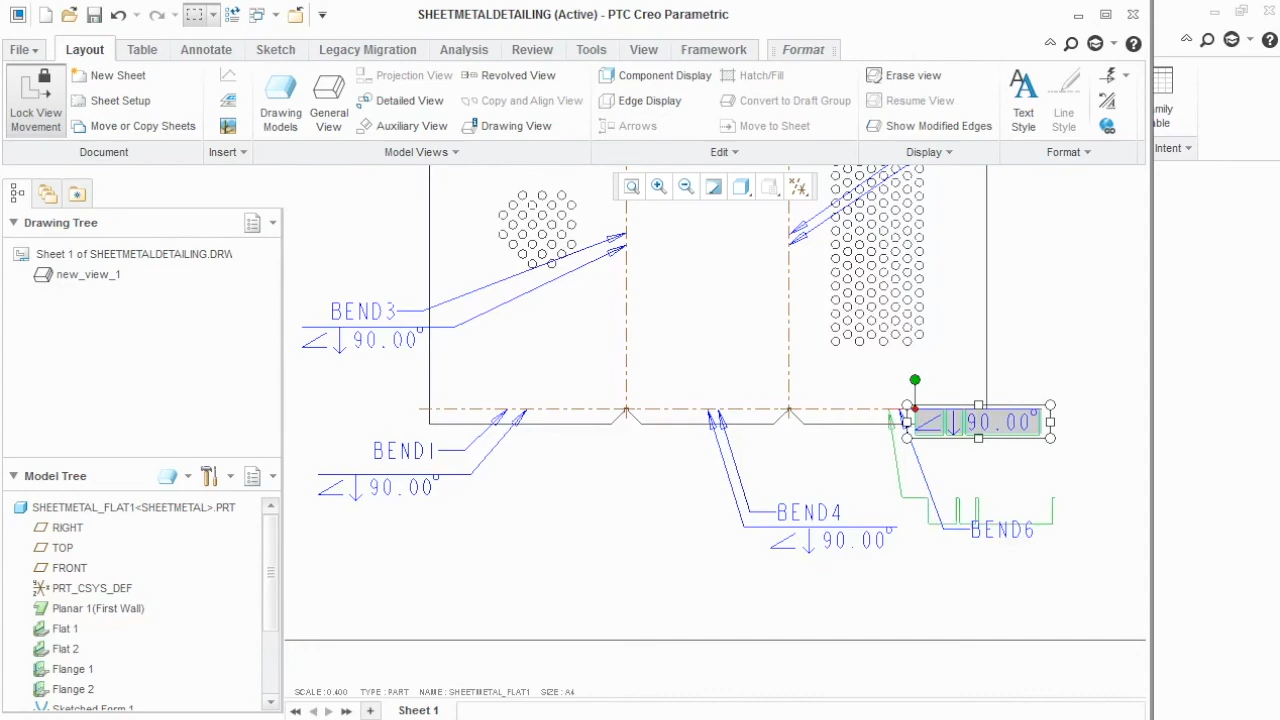 SHEETMETALDETAILING (Active) - PTC Creo Parametric
File Layout Table Annotate Sketch Legacy Migration Analysis Review Tools View Framework Format
Lock View Movement
New Sheet
Sheet Setup
Move or Copy Sheets
Document
Insert
Drawing Models
General View
Projection View
Detailed View
Auxiliary View
Revolved View
Copy and Align View
Drawing View
Model Views
Component Display
Edge Display
Arrows
Hatch/Fill
Convert to Draft Group
Move to Sheet
Edit
Erase view
Resume View
Show Modified Edges
Display
Text Style
Line Style
Format
Intent
Drawing Tree
Sheet 1 of SHEETMETALDETAILING.DRW
new_view_1
Model Tree
SHEETMETAL_FLAT1<SHEETMETAL>.PRT
RIGHT
TOP
FRONT
PRT_CSYS_DEF
Planar 1(First Wall)
Flat 1
Flat 2
Flange 1
Flange 2
Sketched Form 1
BEND3
90.00°
BEND1
90.00°
BEND4
90.00°
90.00°
BEND6
SCALE:0.400 TYPE:PART NAME:SHEETMETAL_FLAT1 SIZE:A4
Sheet 1